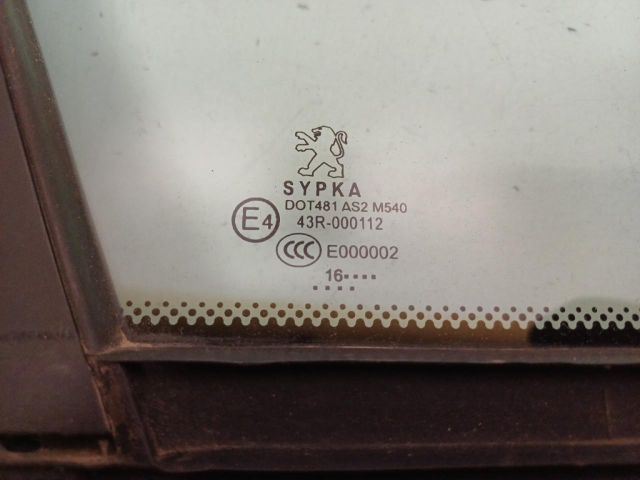 SYPKA
DOT481 AS2 M540
E4 43R-000112
CCC E000002
16